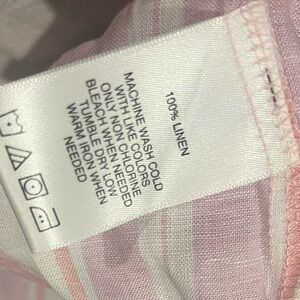 100% LINEN
MACHINE WASH COLD
WITH LIKE COLORS
ONLY NON CHLORINE
BLEACH WHEN NEEDED
TUMBLE DRY LOW
WARM IRON WHEN
NEEDED